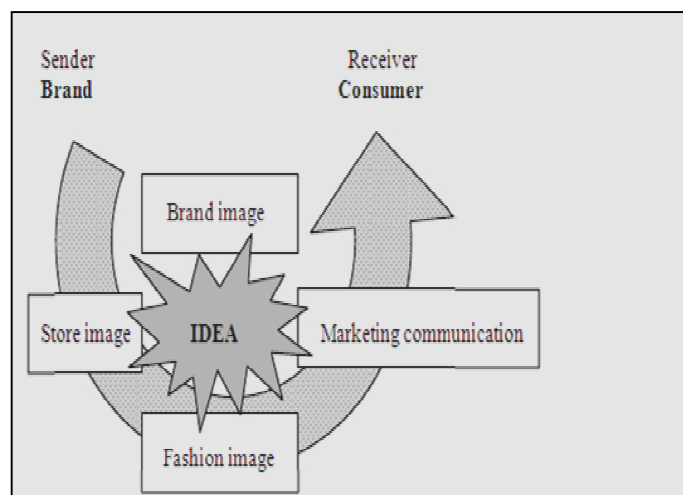 Sender
Brand
Receiver
Consumer
Brand image
Store image
IDEA
Marketing communication
Fashion image